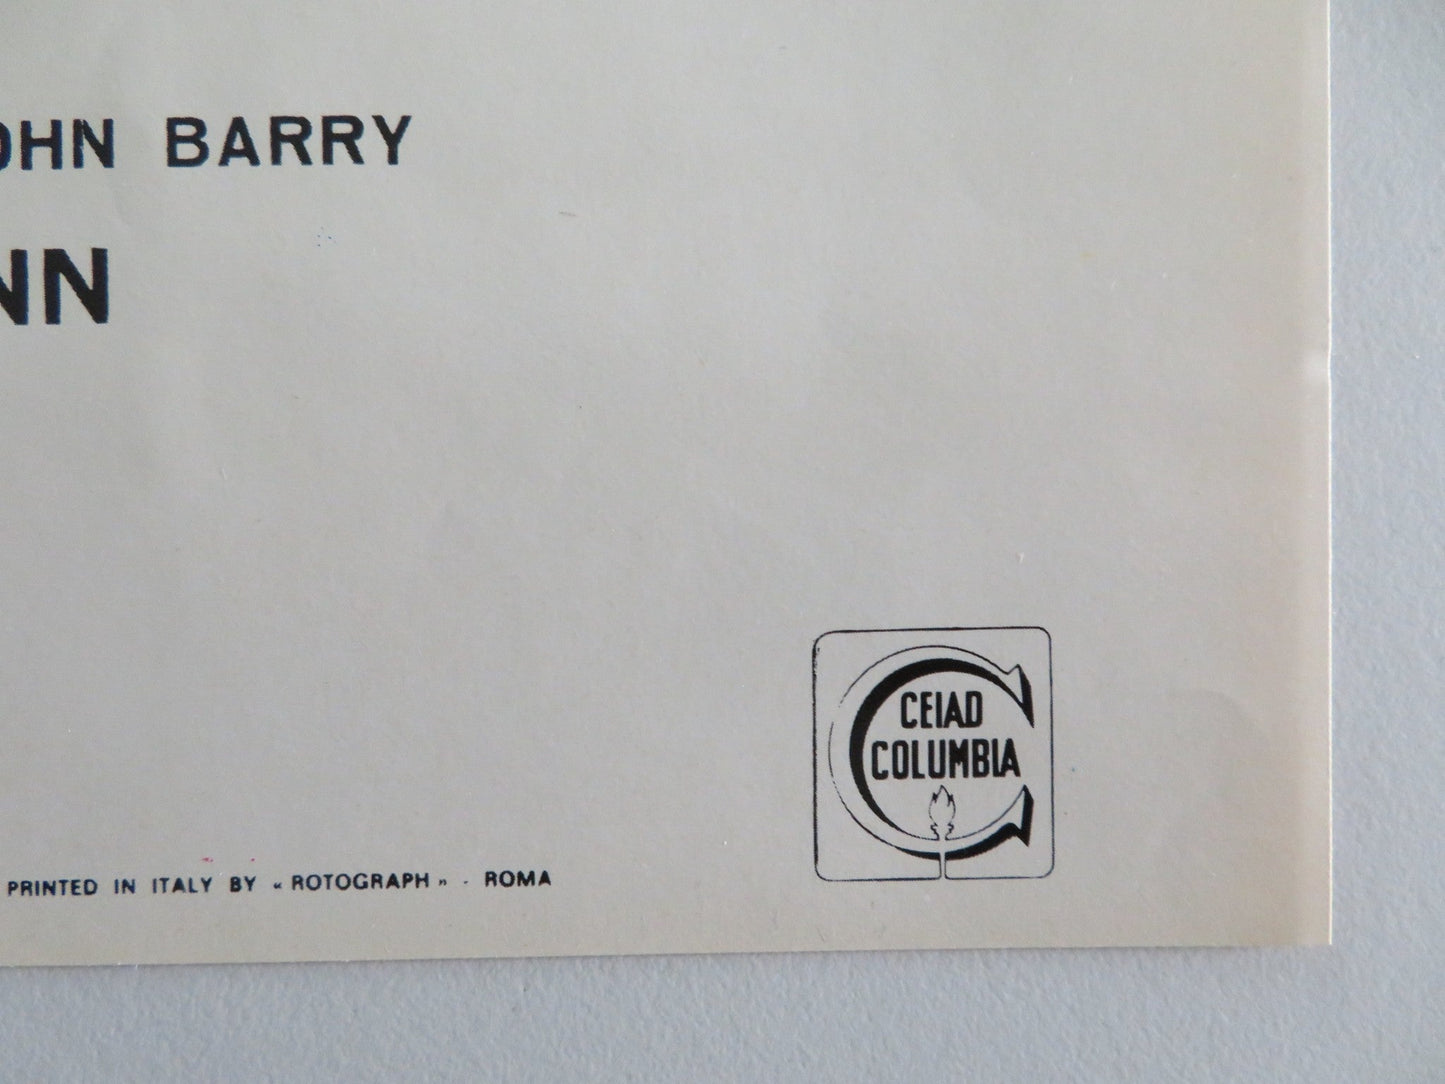 OHN BARRY
NN
CEIAD
COLUMBIA
PRINTED IN ITALY BY « ROTOGRAPH » - ROMA